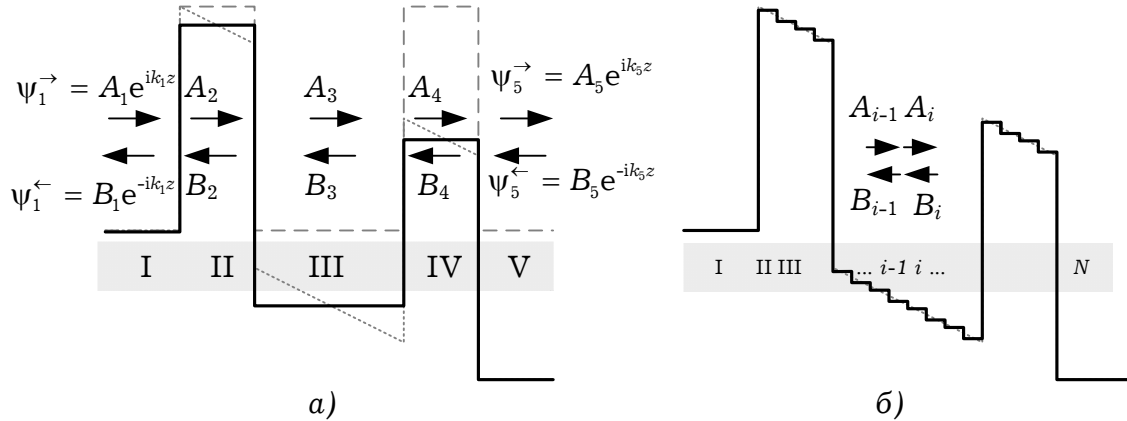 ψ₁→ = A₁e^{ik₁z} A₂ A₃ A₄ ψ₅→ = A₅e^{ik₅z}
ψ₁← = B₁e^{-ik₁z} B₂ B₃ B₄ ψ₅← = B₅e^{-ik₅z}
I II III IV V
а)
A_{i-1} A_i
B_{i-1} B_i
I II III ... i-1 i ... N
б)